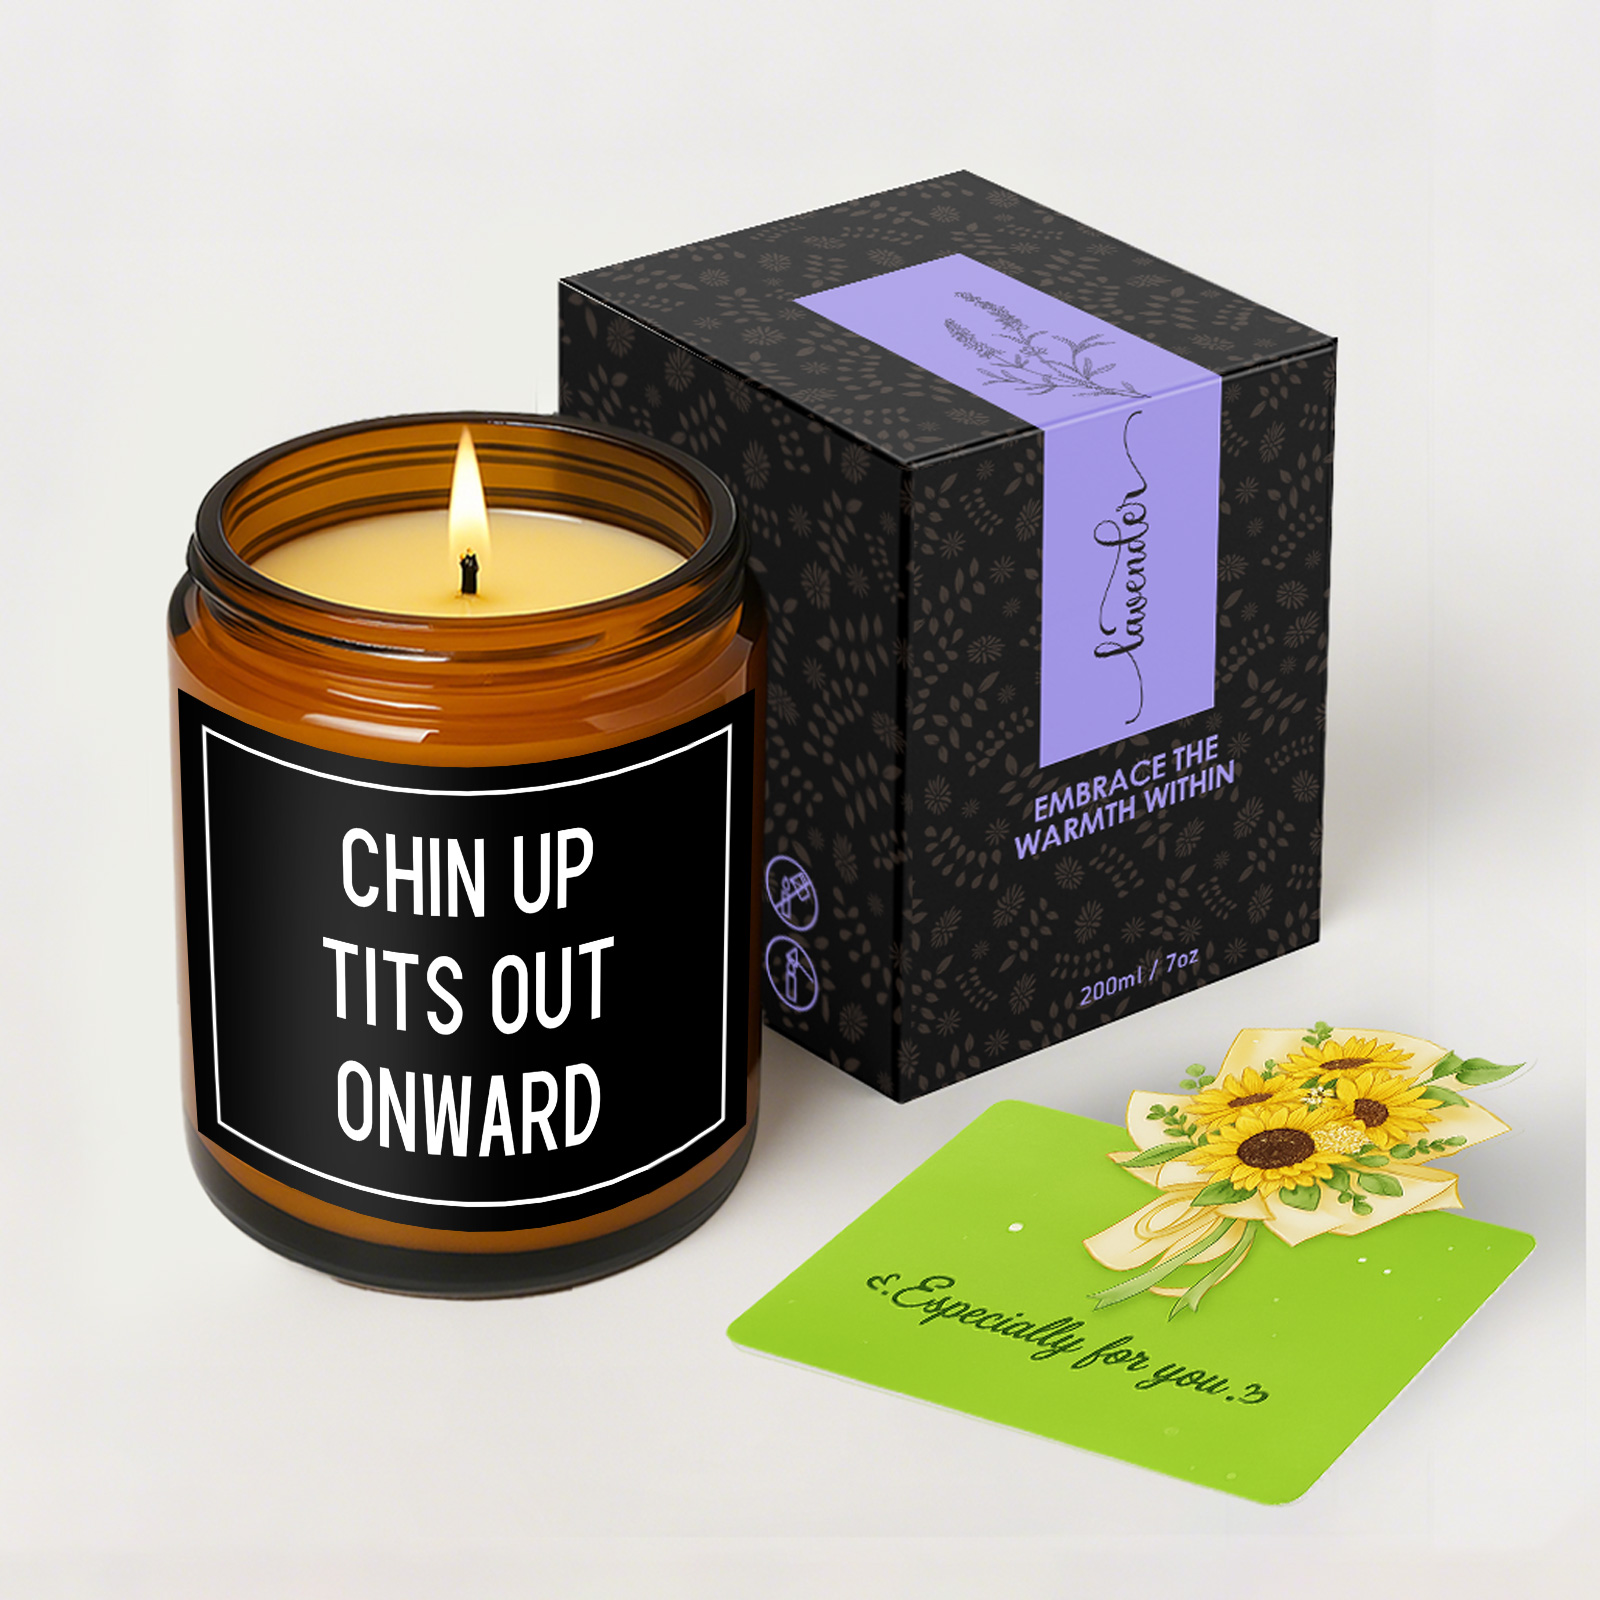 CHIN UP
TITS OUT
ONWARD
lavender
EMBRACE THE
WARMTH WITHIN
200ml / 7oz
Especially for you.